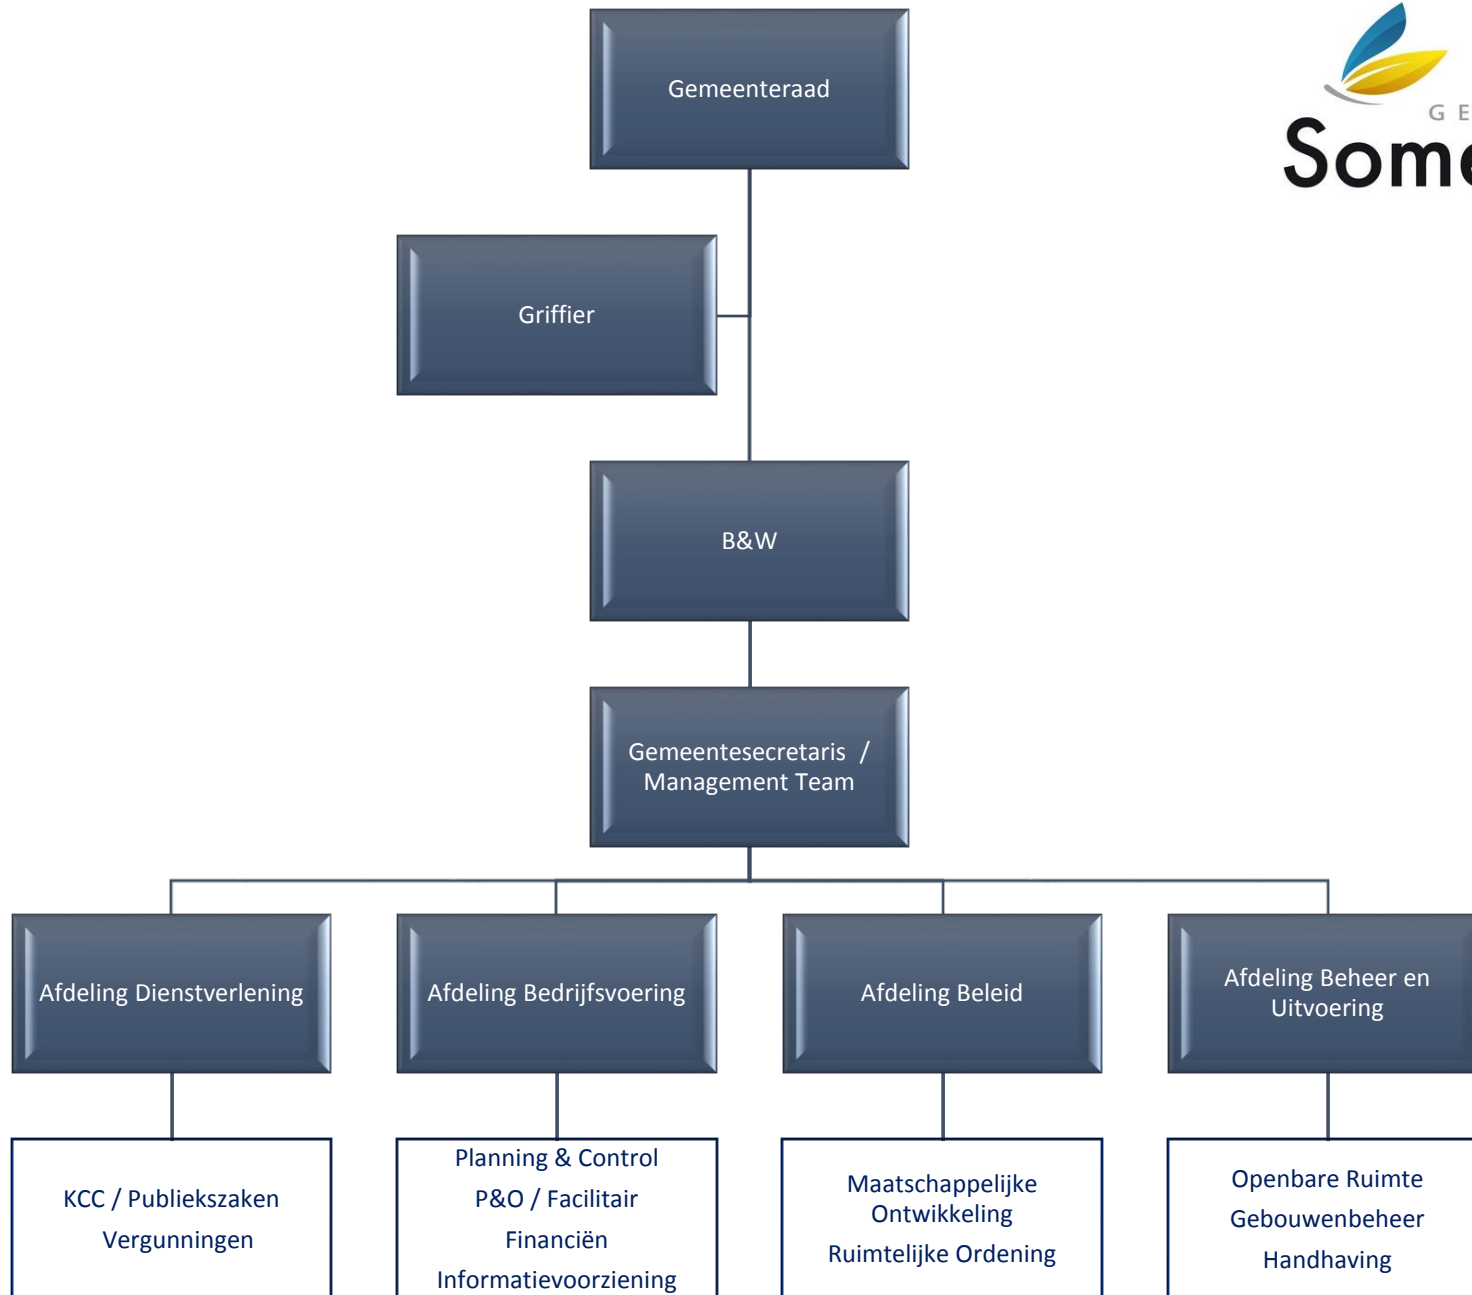 Gemeenteraad
G E
Some
Griffier
B&W
Gemeentesecretaris /
Management Team
Afdeling Dienstverlening
Afdeling Bedrijfsvoering
Afdeling Beleid
Afdeling Beheer en
Uitvoering
KCC / Publiekszaken
Vergunningen
Planning & Control
P&O / Facilitair
Financiën
Informatievoorziening
Maatschappelijke
Ontwikkeling
Ruimtelijke Ordening
Openbare Ruimte
Gebouwenbeheer
Handhaving